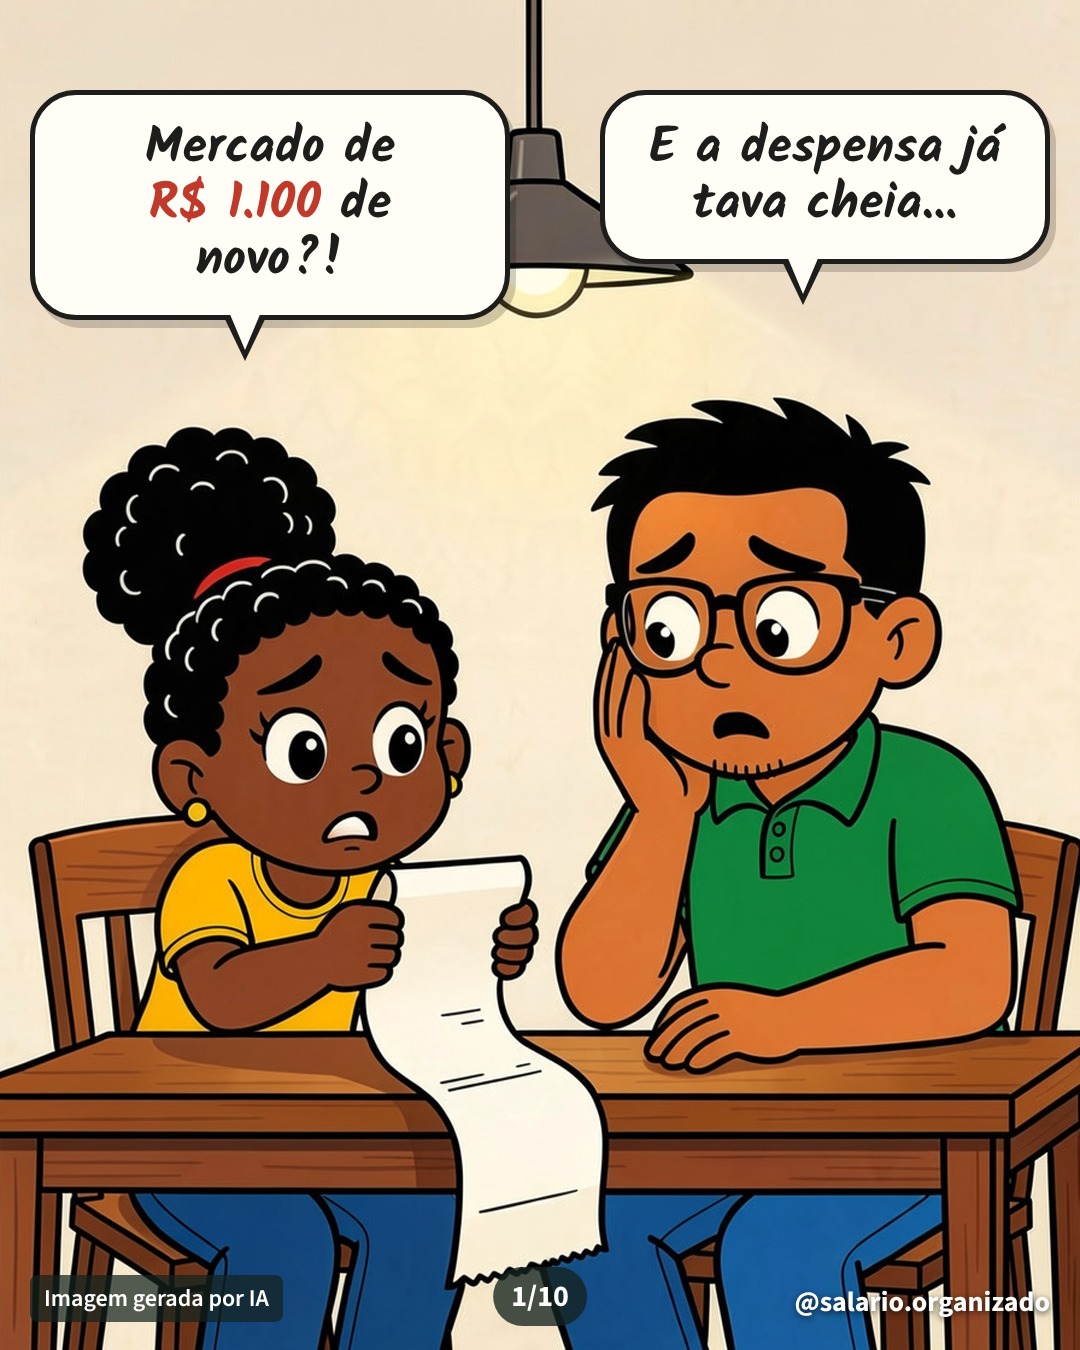 Mercado de
R$ 1.100 de
novo?!
E a despensa já
tava cheia...
Imagem gerada por IA
1/10
@salario.organizado